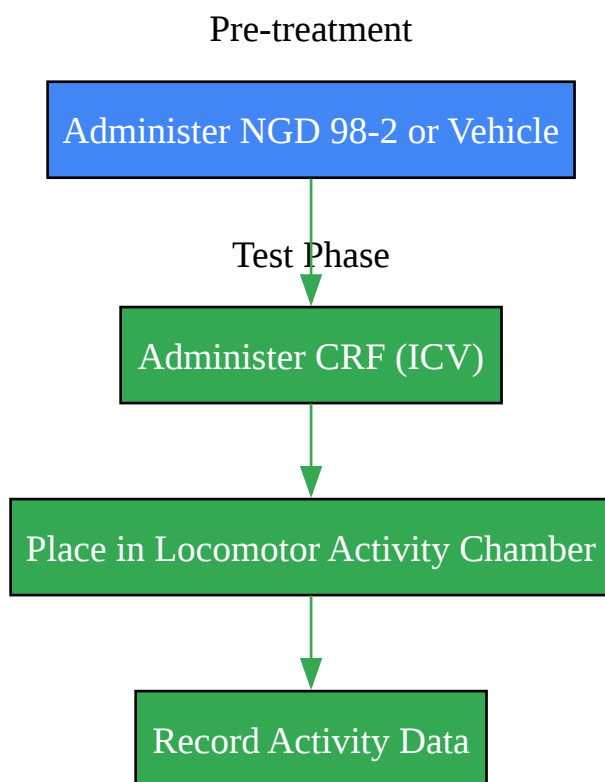 Pre-treatment
Administer NGD 98-2 or Vehicle
Test Phase
Administer CRF (ICV)
Place in Locomotor Activity Chamber
Record Activity Data